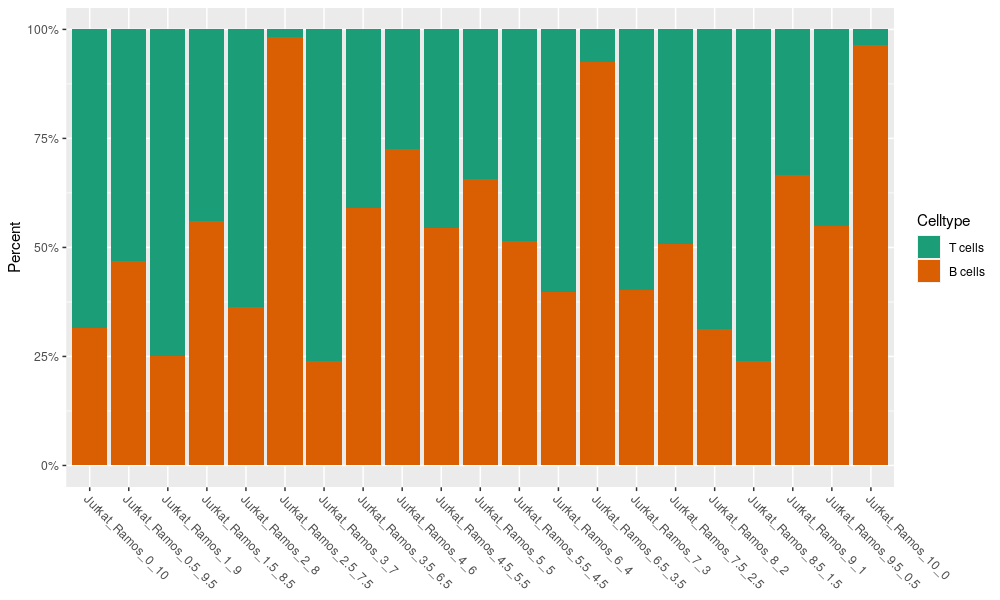 100%
75%
50%
25%
0%
Percent
Jurkat_Ramos_0_10
Jurkat_Ramos_0.5_9.5
Jurkat_Ramos_1_9
Jurkat_Ramos_1.5_8.5
Jurkat_Ramos_2_8
Jurkat_Ramos_2.5_7.5
Jurkat_Ramos_3_7
Jurkat_Ramos_3.5_6.5
Jurkat_Ramos_4_6
Jurkat_Ramos_4.5_5.5
Jurkat_Ramos_5_5
Jurkat_Ramos_5.5_4.5
Jurkat_Ramos_6_4
Jurkat_Ramos_6.5_3.5
Jurkat_Ramos_7_3
Jurkat_Ramos_7.5_2.5
Jurkat_Ramos_8_2
Jurkat_Ramos_8.5_1.5
Jurkat_Ramos_9_1
Jurkat_Ramos_9.5_0.5
Jurkat_Ramos_10_0
Celltype
T cells
B cells